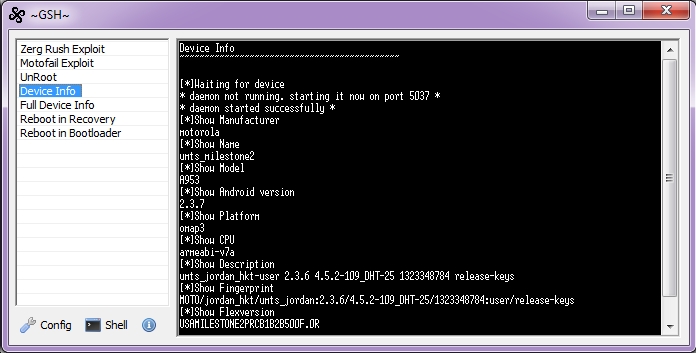 ~GSH~
Zerg Rush Exploit
Motofail Exploit
UnRoot
Device Info
Full Device Info
Reboot in Recovery
Reboot in Bootloader
Config
Shell
Device Info
~~~~~~~~~~~~~~~~~~~~~~~~~~~~~~~~~~~~~~~~~~~~
[*]Waiting for device
* daemon not running. starting it now on port 5037 *
* daemon started successfully *
[*]Show Manufacturer
motorola
[*]Show Name
umts_milestone2
[*]Show Model
A953
[*]Show Android version
2.3.7
[*]Show Platform
omap3
[*]Show CPU
armeabi-v7a
[*]Show Description
umts_jordan_hkt-user 2.3.6 4.5.2-109_DHT-25 1323348784 release-keys
[*]Show Fingerprint
MOTO/jordan_hkt/umts_jordan:2.3.6/4.5.2-109_DHT-25/1323348784:user/release-keys
[*]Show Flexversion
USAMILESTONE2PRCB1B2B500F.0R